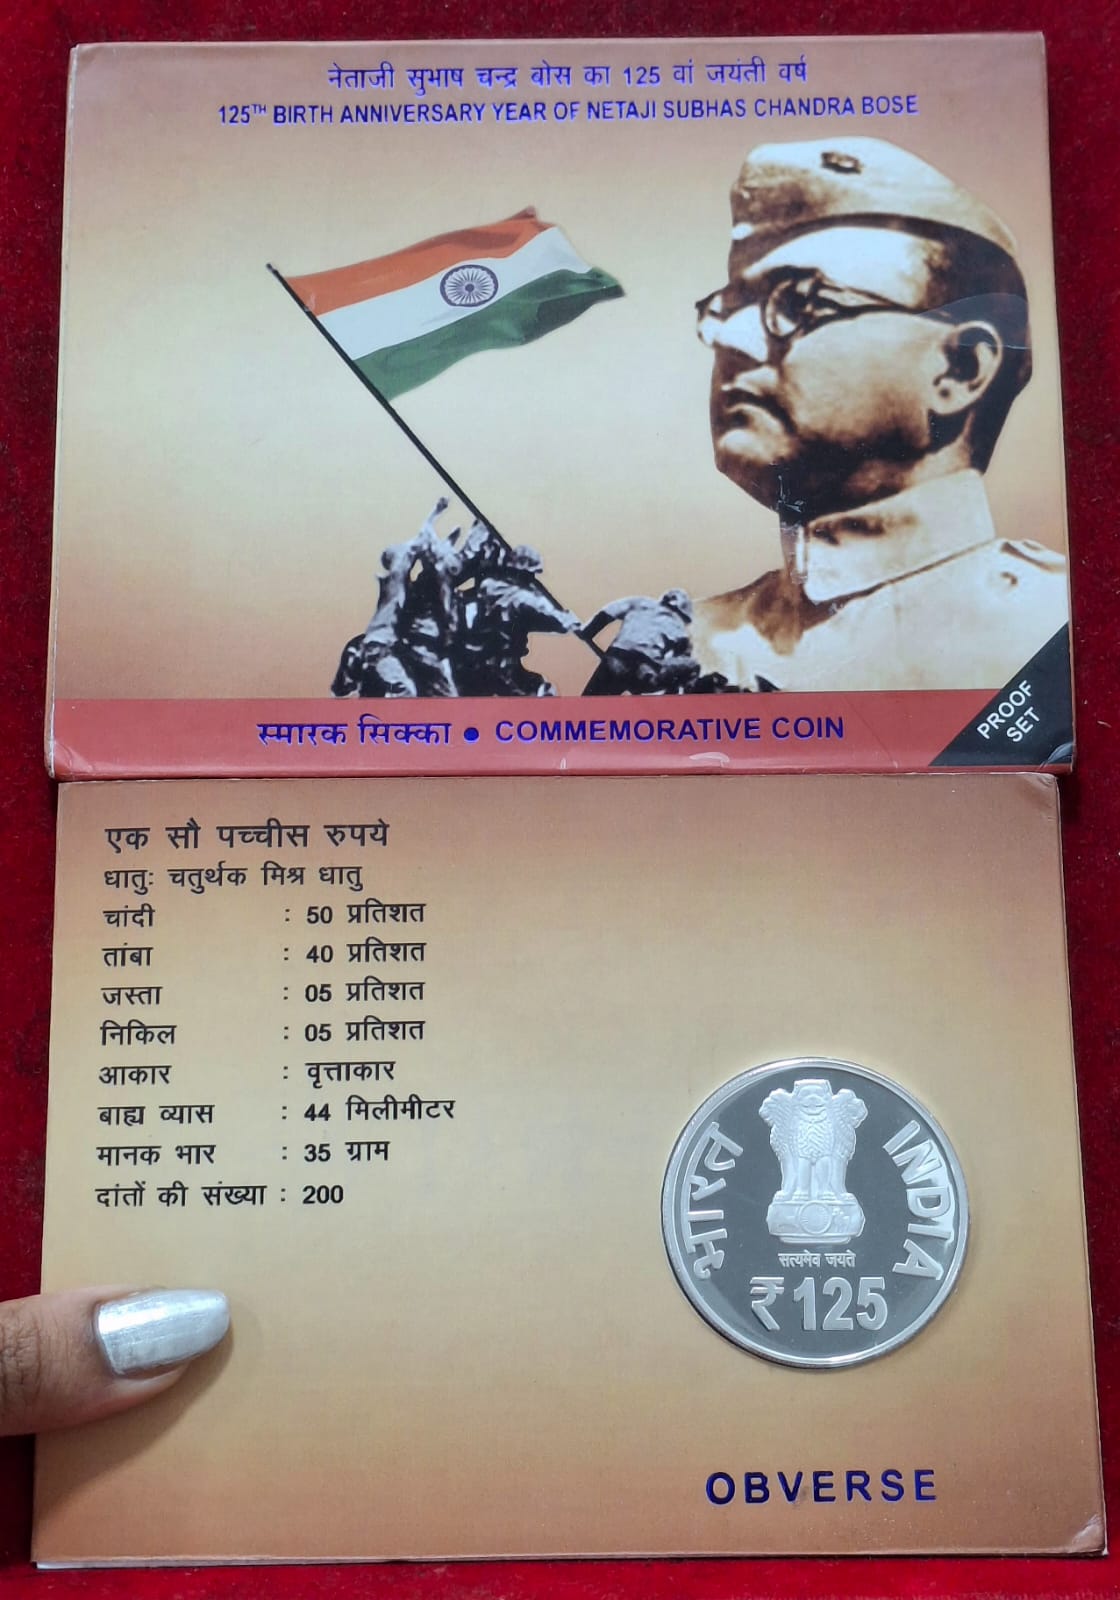 नेताजी सुभाष चन्द्र बोस का 125 वां जयंती वर्ष
125TH BIRTH ANNIVERSARY YEAR OF NETAJI SUBHAS CHANDRA BOSE
स्मारक सिक्का ● COMMEMORATIVE COIN
PROOF
SET
एक सौ पच्चीस रुपये
धातुः चतुर्थक मिश्र धातु
चांदी : 50 प्रतिशत
तांबा : 40 प्रतिशत
जस्ता : 05 प्रतिशत
निकिल : 05 प्रतिशत
आकार : वृत्ताकार
बाह्य व्यास : 44 मिलीमीटर
मानक भार : 35 ग्राम
दांतों की संख्या : 200
भारत
INDIA
सत्यमेव जयते
₹125
OBVERSE